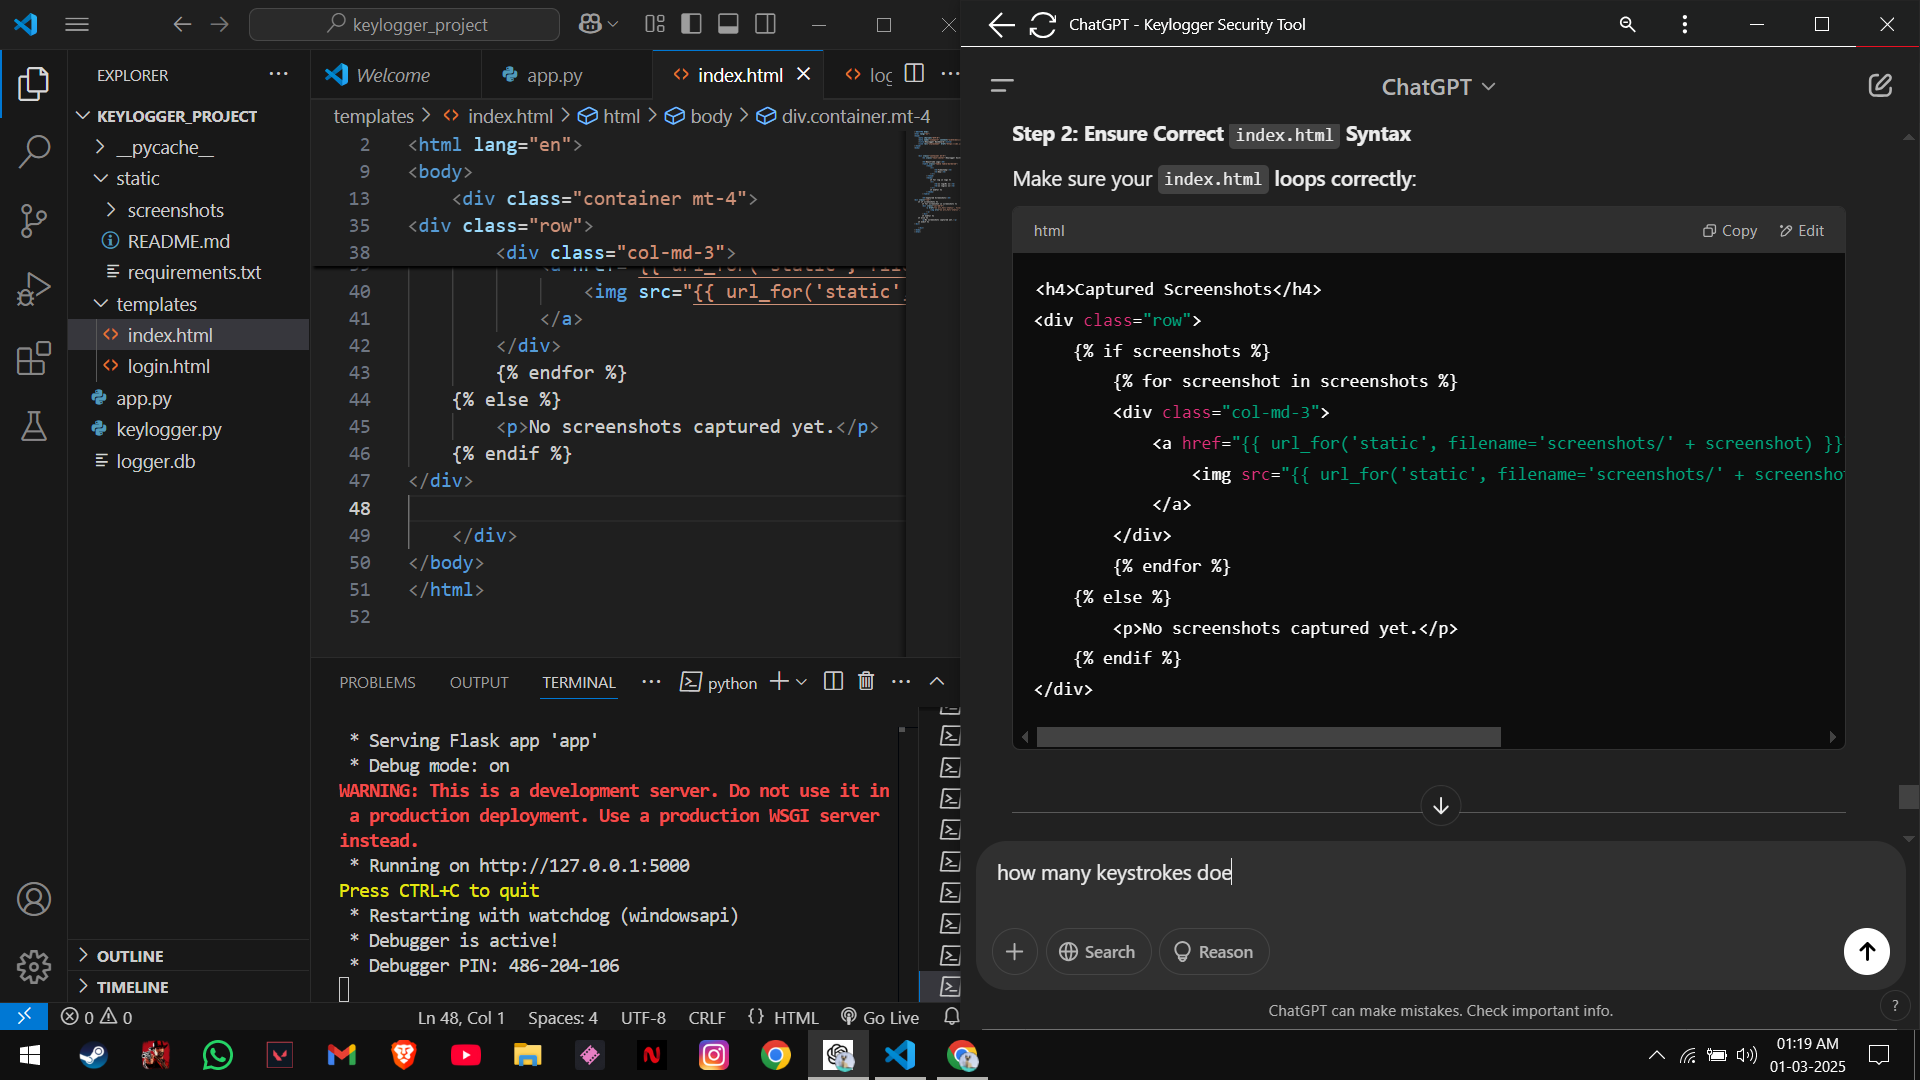 keylogger_project
EXPLORER
KEYLOGGER_PROJECT
__pycache__
static
screenshots
README.md
requirements.txt
templates
index.html
login.html
app.py
keylogger.py
logger.db
OUTLINE
TIMELINE
Welcome
app.py
index.html
log
templates > index.html > html > body > div.container.mt-4
2 <html lang="en">
9 <body>
13 <div class="container mt-4">
35 <div class="row">
38 <div class="col-md-3">
40 <img src="{{ url_for('static',
41 </a>
42 </div>
43 {% endfor %}
44 {% else %}
45 <p>No screenshots captured yet.</p>
46 {% endif %}
47 </div>
48
49 </div>
50 </body>
51 </html>
52
PROBLEMS OUTPUT TERMINAL ... python
* Serving Flask app 'app'
* Debug mode: on
WARNING: This is a development server. Do not use it in
a production deployment. Use a production WSGI server
instead.
* Running on http://127.0.0.1:5000
Press CTRL+C to quit
* Restarting with watchdog (windowsapi)
* Debugger is active!
* Debugger PIN: 486-204-106
0 0 Ln 48, Col 1 Spaces: 4 UTF-8 CRLF {} HTML Go Live
ChatGPT - Keylogger Security Tool
ChatGPT
Step 2: Ensure Correct index.html Syntax
Make sure your index.html loops correctly:
html Copy Edit
<h4>Captured Screenshots</h4>
<div class="row">
{% if screenshots %}
{% for screenshot in screenshots %}
<div class="col-md-3">
<a href="{{ url_for('static', filename='screenshots/' + screenshot) }}
<img src="{{ url_for('static', filename='screenshots/' + screensho
</a>
</div>
{% endfor %}
{% else %}
<p>No screenshots captured yet.</p>
{% endif %}
</div>
how many keystrokes doe
Search Reason
ChatGPT can make mistakes. Check important info.
?
01:19 AM
01-03-2025